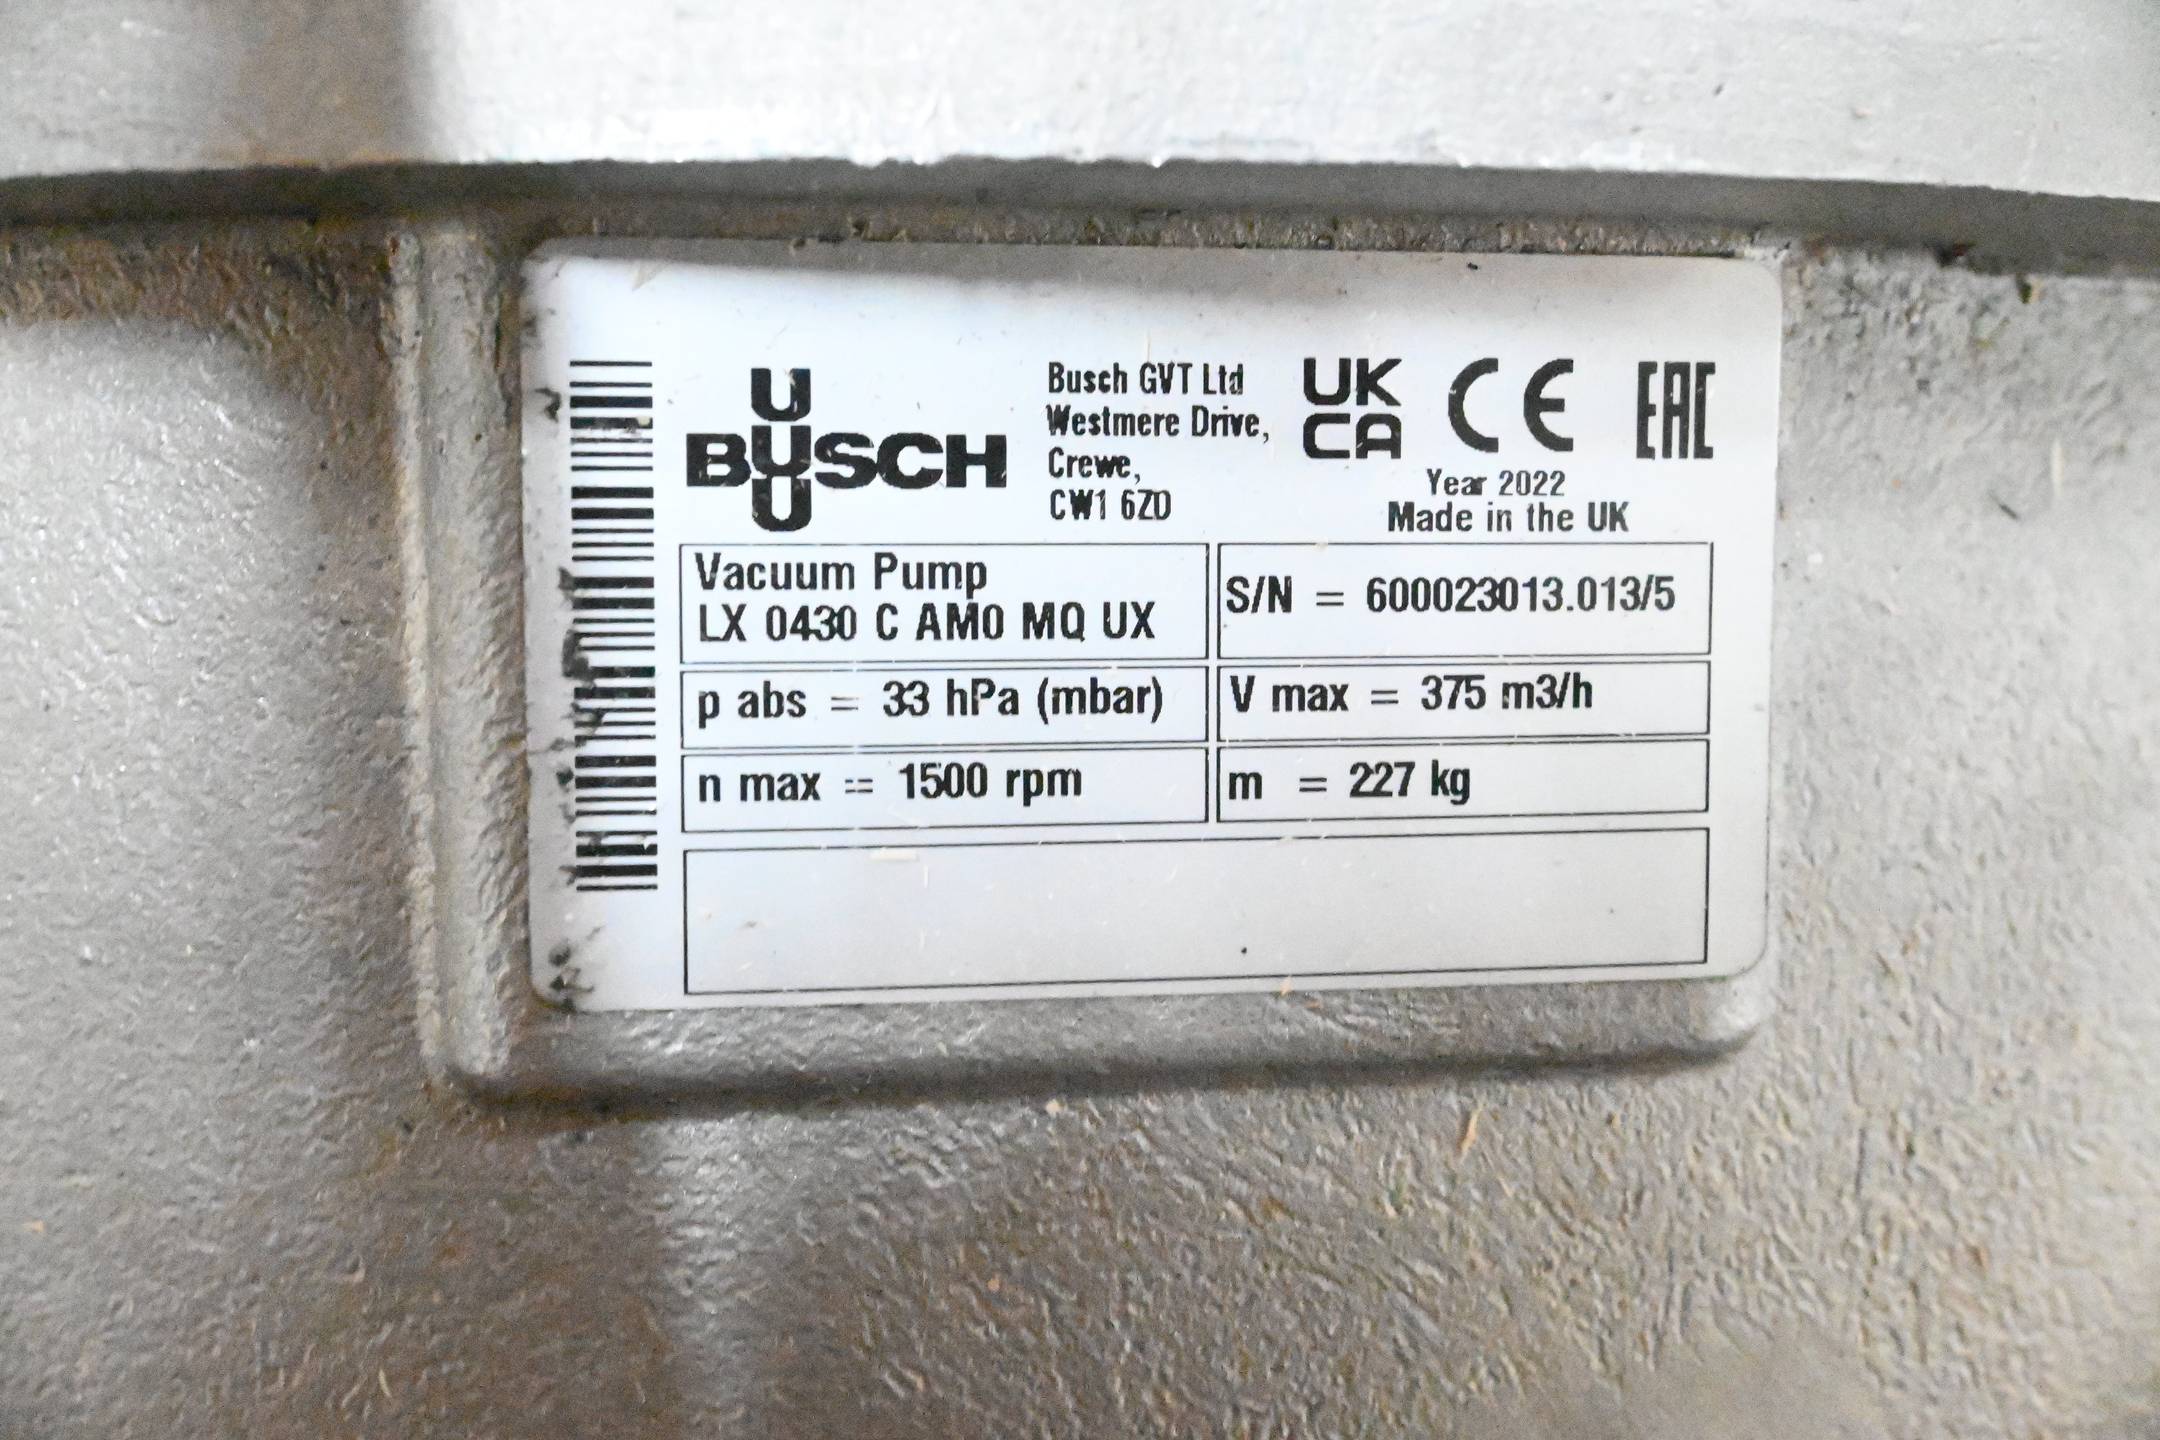 BUSCH
U
U
Busch GVT Ltd
Westmere Drive,
Crewe,
CW1 6ZD
UK
CA
CE
EAC
Year 2022
Made in the UK
Vacuum Pump
LX 0430 C AM0 MQ UX
S/N = 600023013.013/5
p abs = 33 hPa (mbar)
V max = 375 m3/h
n max = 1500 rpm
m = 227 kg